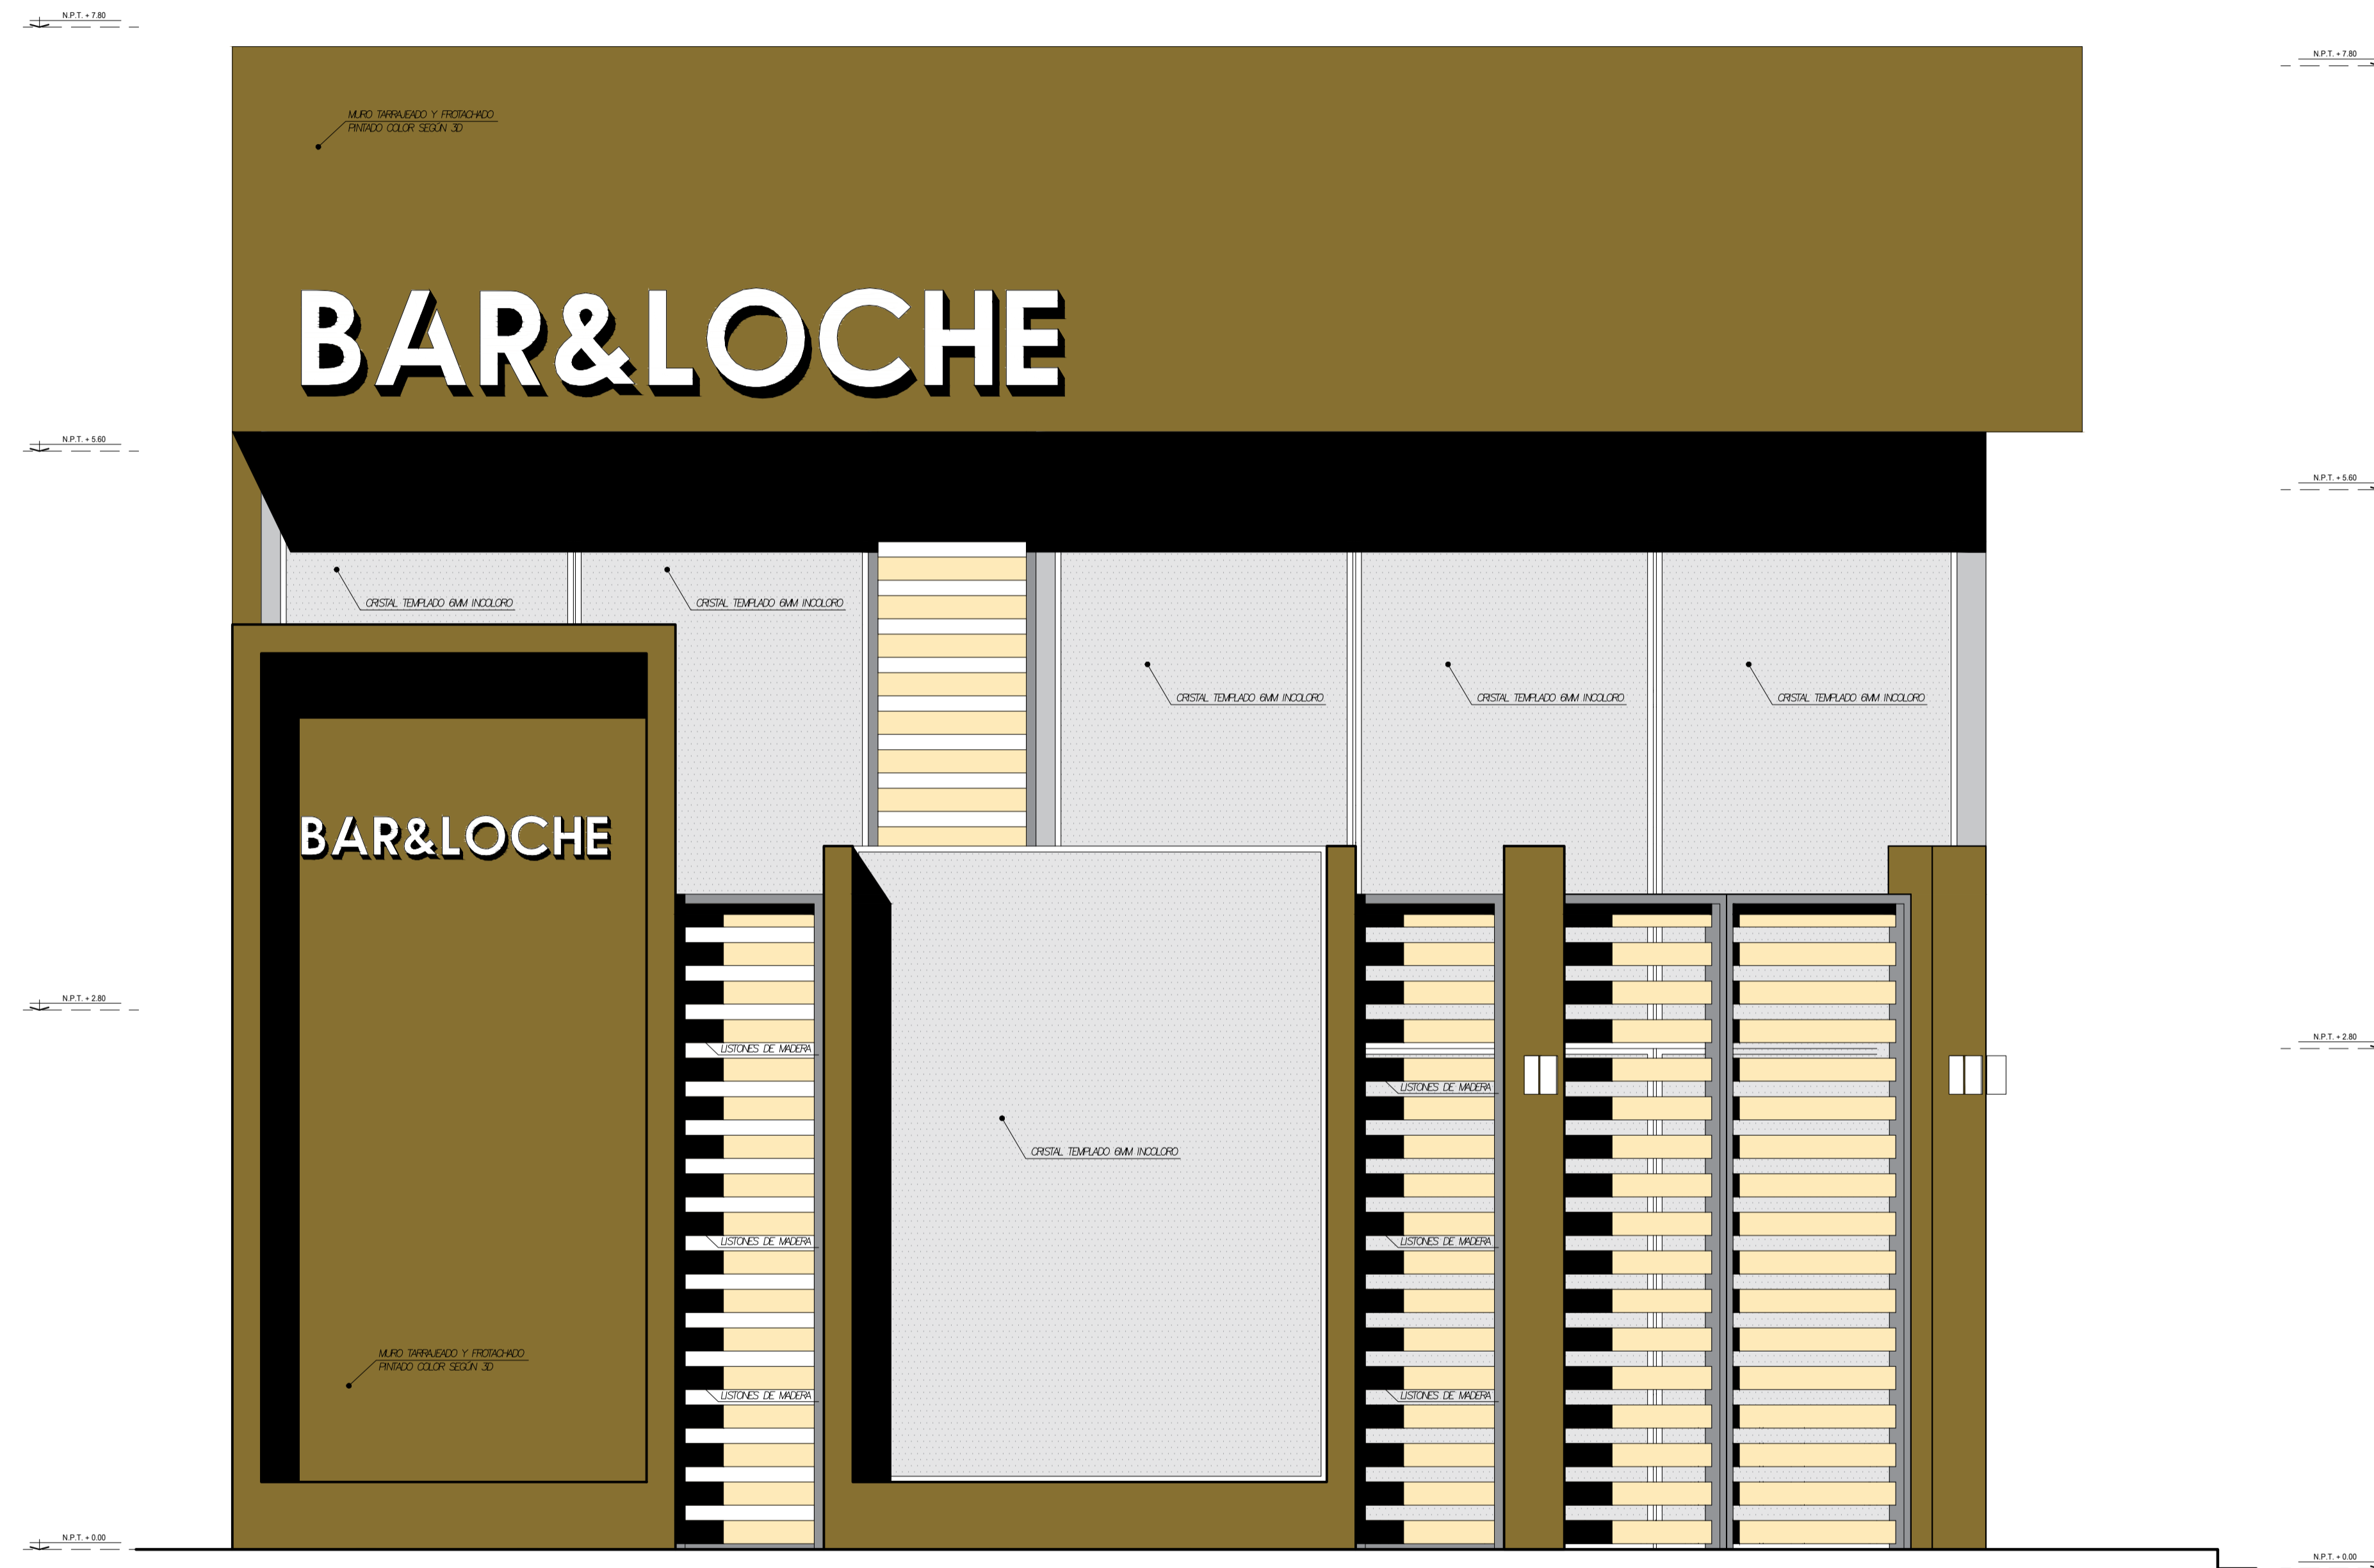 N.P.T. + 7.80
N.P.T. + 7.80
MURO TARRAJEADO Y FROTACHADO
PINTADO COLOR SEGÚN 3D
BAR&LOCHE
N.P.T. + 5.60
N.P.T. + 5.60
CRISTAL TEMPLADO 6MM INCOLORO
CRISTAL TEMPLADO 6MM INCOLORO
CRISTAL TEMPLADO 6MM INCOLORO
CRISTAL TEMPLADO 6MM INCOLORO
CRISTAL TEMPLADO 6MM INCOLORO
BAR&LOCHE
N.P.T. + 2.80
N.P.T. + 2.80
LISTONES DE MADERA
LISTONES DE MADERA
CRISTAL TEMPLADO 6MM INCOLORO
LISTONES DE MADERA
LISTONES DE MADERA
MURO TARRAJEADO Y FROTACHADO
PINTADO COLOR SEGÚN 3D
LISTONES DE MADERA
LISTONES DE MADERA
N.P.T. + 0.00
N.P.T. + 0.00